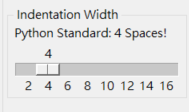 Indentation Width
Python Standard: 4 Spaces!
4
2 4 6 8 10 12 14 16